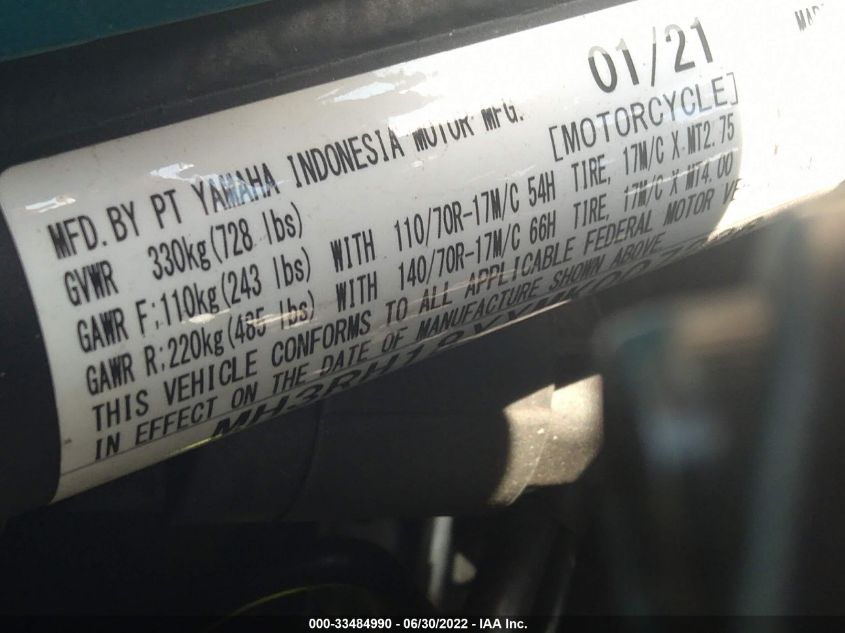 01/21
MFD. BY PT YAMAHA INDONESIA MOTOR MFG.
[MOTORCYCLE]
GVWR 330kg(728 lbs)
GAWR F;110kg(243 lbs) WITH 110/70R-17M/C 54H TIRE, 17M/C X MT2.75
GAWR R;220kg(485 lbs) WITH 140/70R-17M/C 66H TIRE, 17M/C X MT4.00
THIS VEHICLE CONFORMS TO ALL APPLICABLE FEDERAL MOTOR VE
IN EFFECT ON THE DATE OF MANUFACTURE SHOWN ABOVE
000-33484990 - 06/30/2022 - IAA Inc.